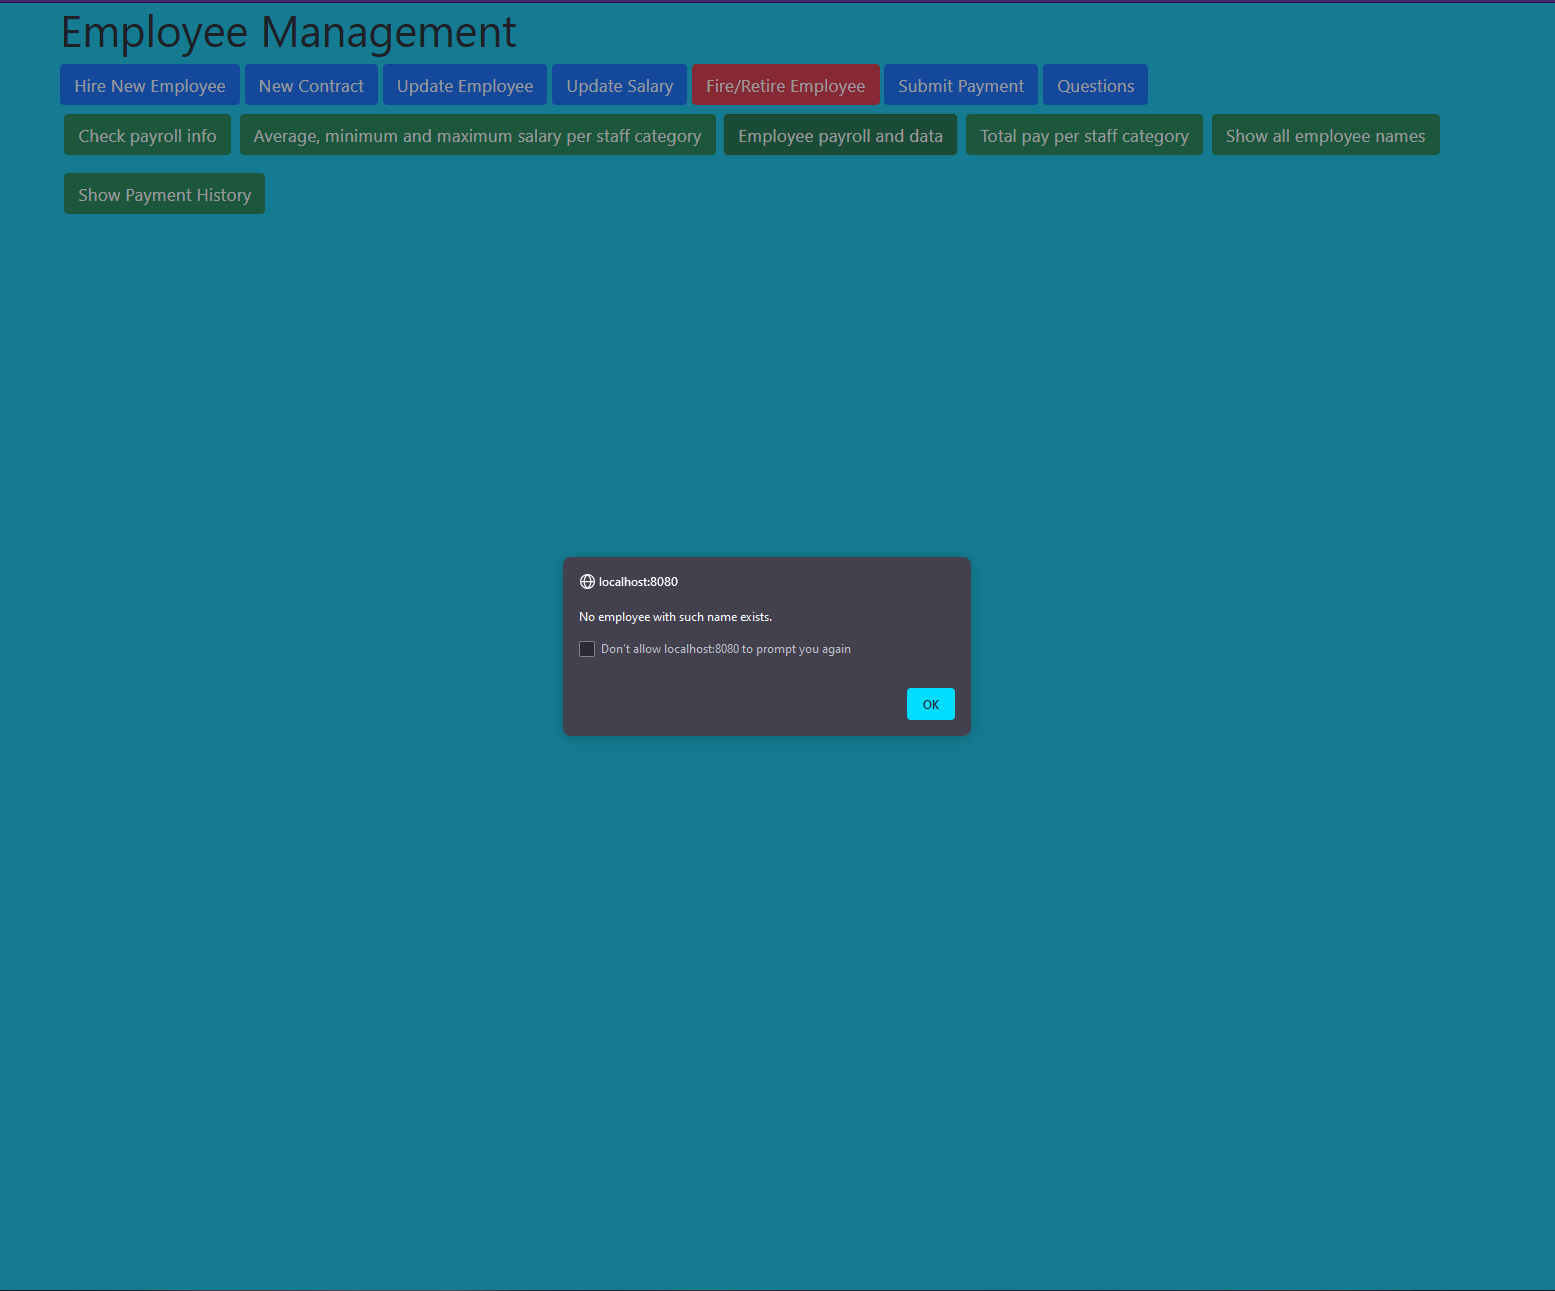 Employee Management
Hire New Employee New Contract Update Employee Update Salary Fire/Retire Employee Submit Payment Questions
Check payroll info Average, minimum and maximum salary per staff category Employee payroll and data Total pay per staff category Show all employee names
Show Payment History
localhost:8080
No employee with such name exists.
Don't allow localhost:8080 to prompt you again
OK